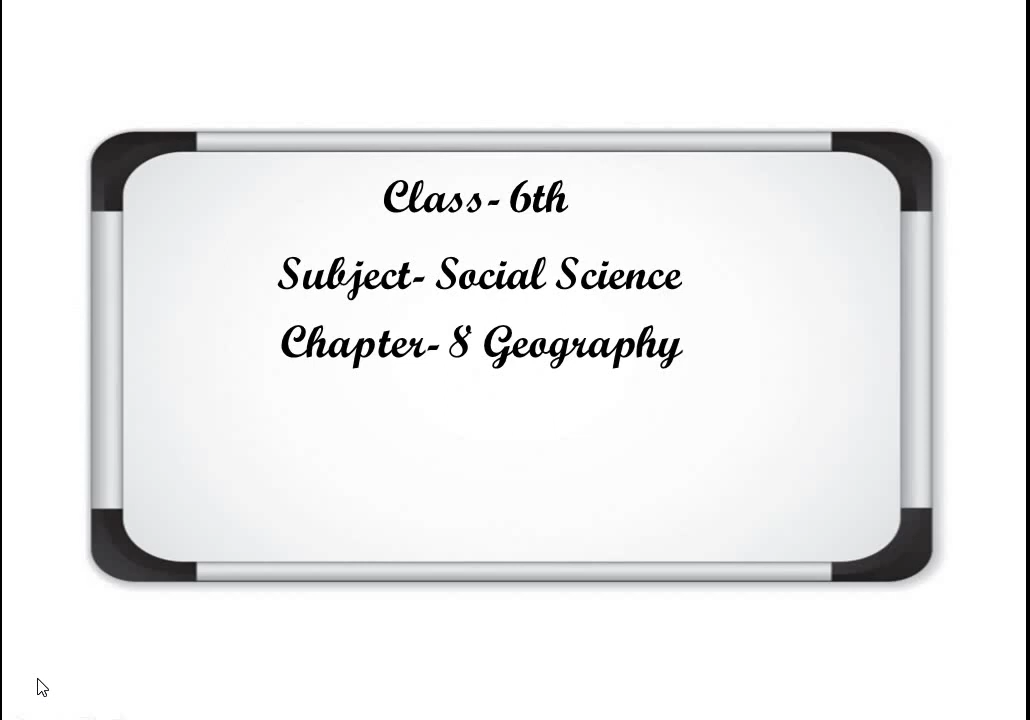 Class- 6th
Subject- Social Science
Chapter- 8 Geography